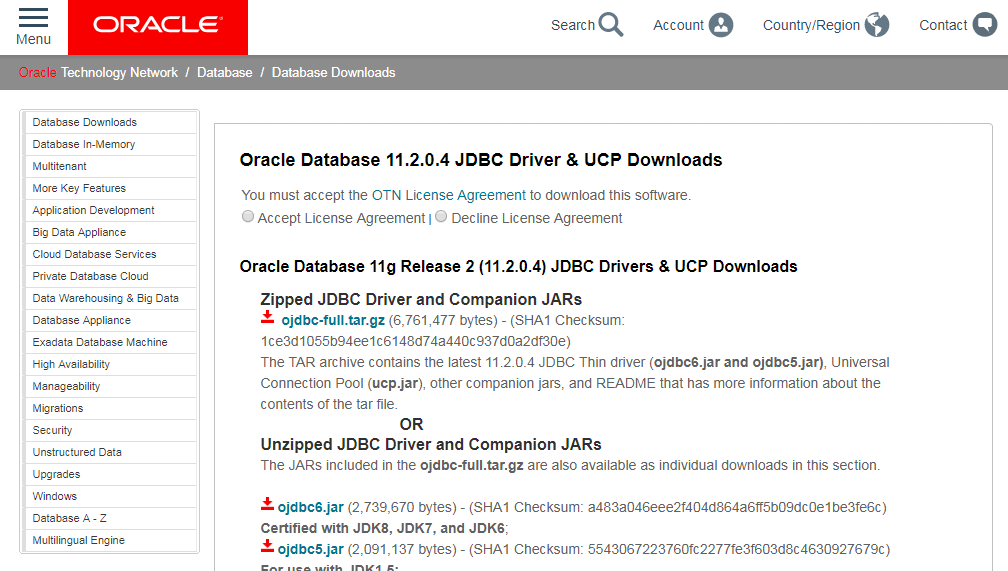 Menu
ORACLE
Search
Account
Country/Region
Contact
Oracle Technology Network / Database / Database Downloads
Database Downloads
Database In-Memory
Multitenant
More Key Features
Application Development
Big Data Appliance
Cloud Database Services
Private Database Cloud
Data Warehousing & Big Data
Database Appliance
Exadata Database Machine
High Availability
Manageability
Migrations
Security
Unstructured Data
Upgrades
Windows
Database A - Z
Multilingual Engine
Oracle Database 11.2.0.4 JDBC Driver & UCP Downloads
You must accept the OTN License Agreement to download this software.
Accept License Agreement | Decline License Agreement
Oracle Database 11g Release 2 (11.2.0.4) JDBC Drivers & UCP Downloads
Zipped JDBC Driver and Companion JARs
ojdbc-full.tar.gz (6,761,477 bytes) - (SHA1 Checksum:
1ce3d1055b94ee1c6148d74a440c937d0a2df30e)
The TAR archive contains the latest 11.2.0.4 JDBC Thin driver (ojdbc6.jar and ojdbc5.jar), Universal
Connection Pool (ucp.jar), other companion jars, and README that has more information about the
contents of the tar file.
OR
Unzipped JDBC Driver and Companion JARs
The JARs included in the ojdbc-full.tar.gz are also available as individual downloads in this section.
ojdbc6.jar (2,739,670 bytes) - (SHA1 Checksum: a483a046eee2f404d864a6ff5b09dc0e1be3fe6c)
Certified with JDK8, JDK7, and JDK6;
ojdbc5.jar (2,091,137 bytes) - (SHA1 Checksum: 5543067223760fc2277fe3f603d8c4630927679c)
For use with JDK1.5;